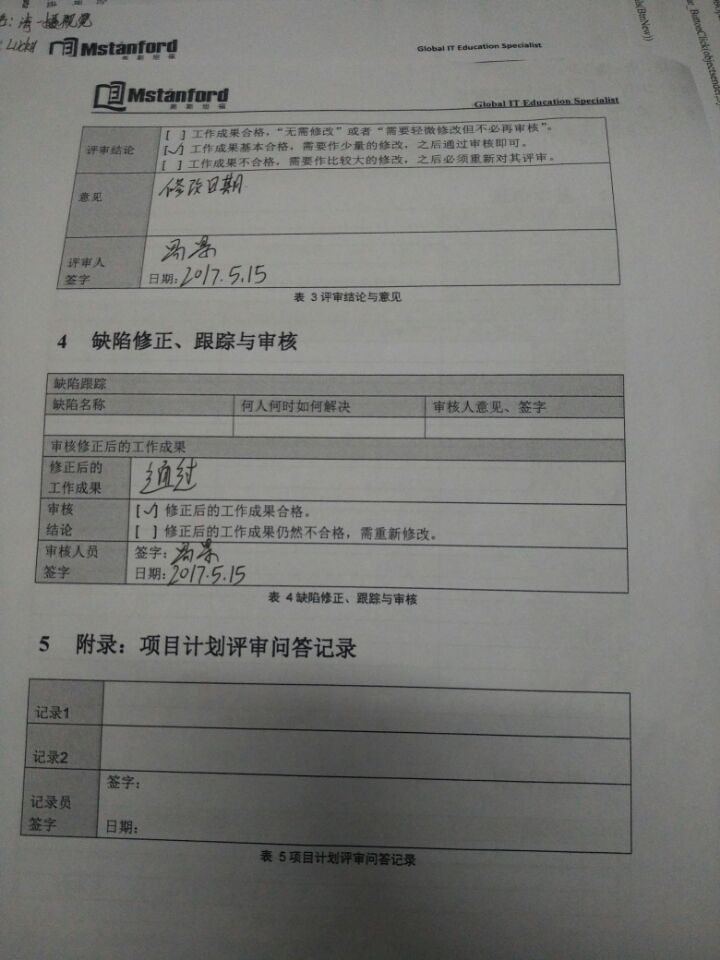 Mstanford
美斯坦福
Global IT Education Specialist
Mstanford
美斯坦福
Global IT Education Specialist
评审结论
[ ] 工作成果合格，“无需修改”或者“需要轻微修改但不必再审核”。
[√] 工作成果基本合格，需要作少量的修改，之后通过审核即可。
[ ] 工作成果不合格，需要作比较大的修改，之后必须重新对其评审。
意见
修改日期
评审人
签字
日期：2017.5.15
表 3 评审结论与意见
4 缺陷修正、跟踪与审核
缺陷跟踪
缺陷名称 何人何时如何解决 审核人意见、签字
审核修正后的工作成果
修正后的
工作成果
通过
审核
结论
[√] 修正后的工作成果合格。
[ ] 修正后的工作成果仍然不合格，需重新修改。
审核人员
签字
签字：
日期：2017.5.15
表 4 缺陷修正、跟踪与审核
5 附录：项目计划评审问答记录
记录1
记录2
记录员
签字
签字：
日期：
表 5 项目计划评审问答记录